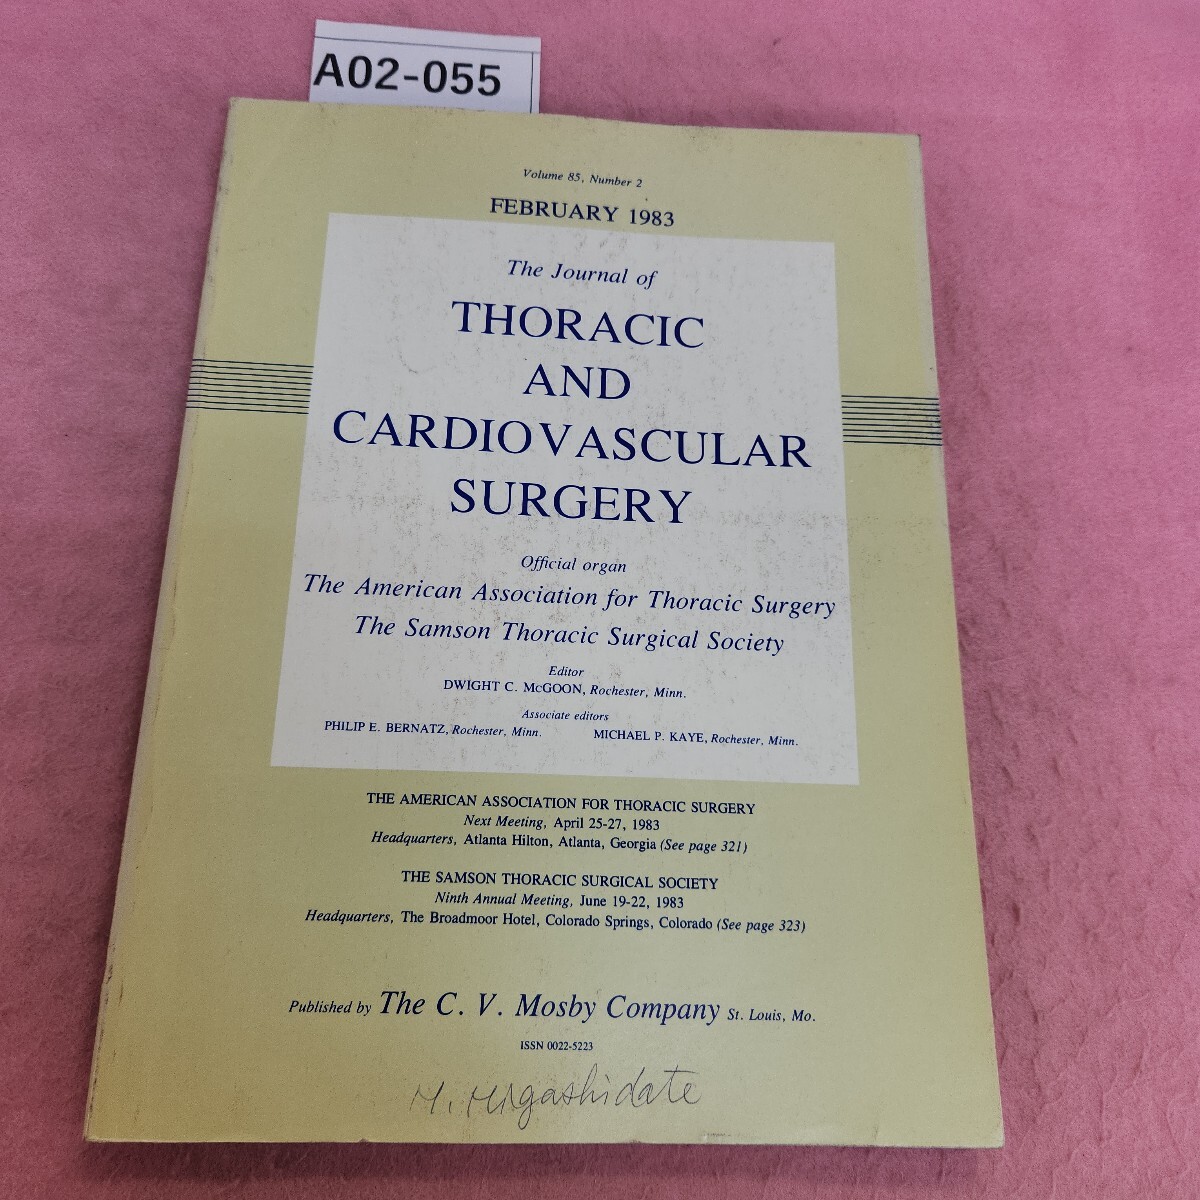 A02-055
Volume 85, Number 2
FEBRUARY 1983
The Journal of
THORACIC
AND
CARDIOVASCULAR
SURGERY
Official organ
The American Association for Thoracic Surgery
The Samson Thoracic Surgical Society
Editor
DWIGHT C. McGOON, Rochester, Minn.
Associate editors
PHILIP E. BERNATZ, Rochester, Minn. MICHAEL P. KAYE, Rochester, Minn.
THE AMERICAN ASSOCIATION FOR THORACIC SURGERY
Next Meeting, April 25-27, 1983
Headquarters, Atlanta Hilton, Atlanta, Georgia (See page 321)
THE SAMSON THORACIC SURGICAL SOCIETY
Ninth Annual Meeting, June 19-22, 1983
Headquarters, The Broadmoor Hotel, Colorado Springs, Colorado (See page 323)
Published by The C. V. Mosby Company St. Louis, Mo.
ISSN 0022-5223
M. Higashidate